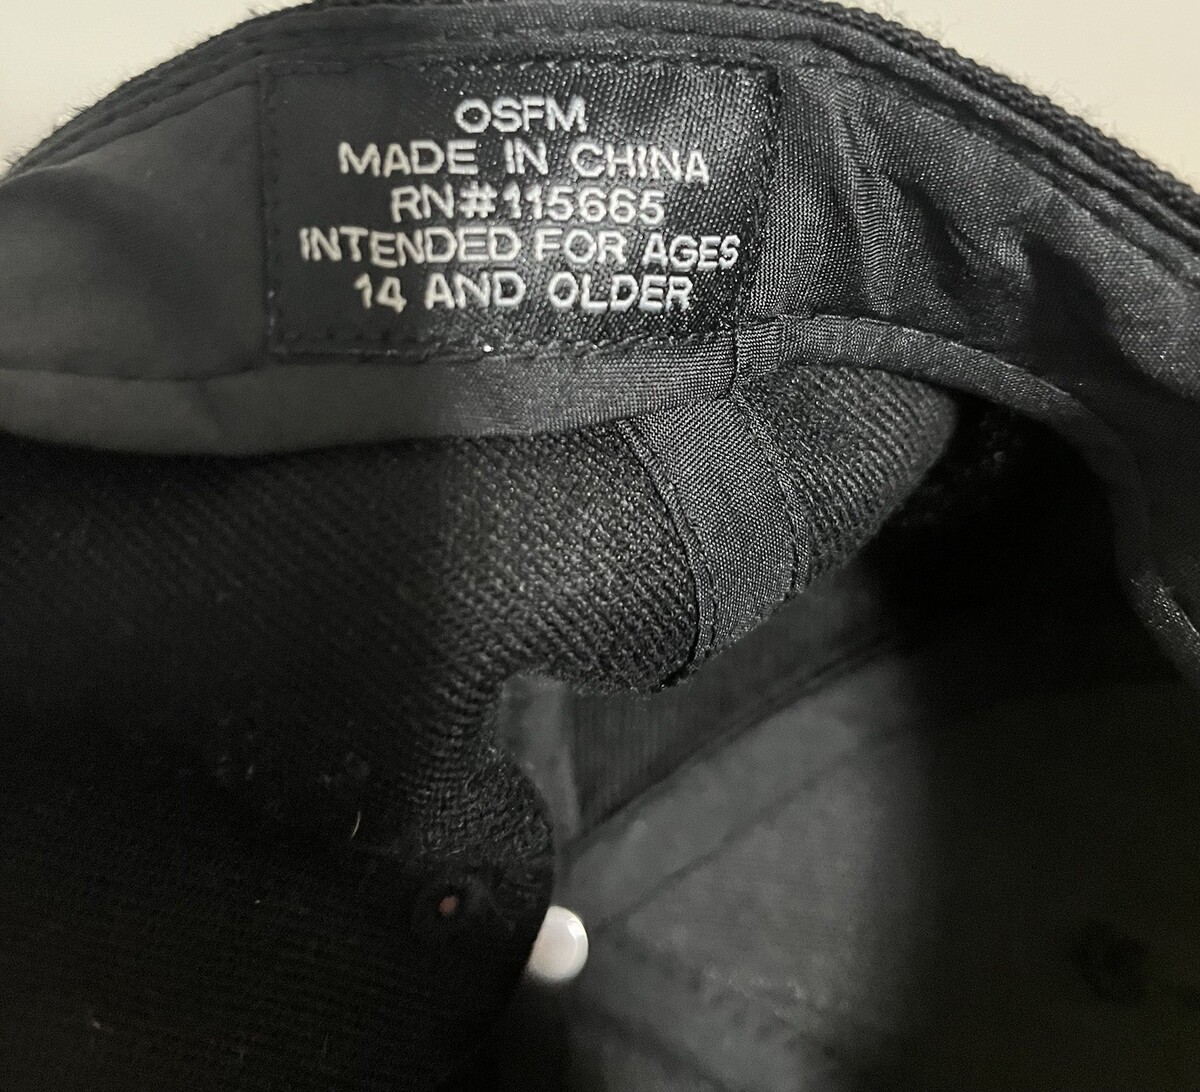 OSFM
MADE IN CHINA
RN#115665
INTENDED FOR AGES
14 AND OLDER